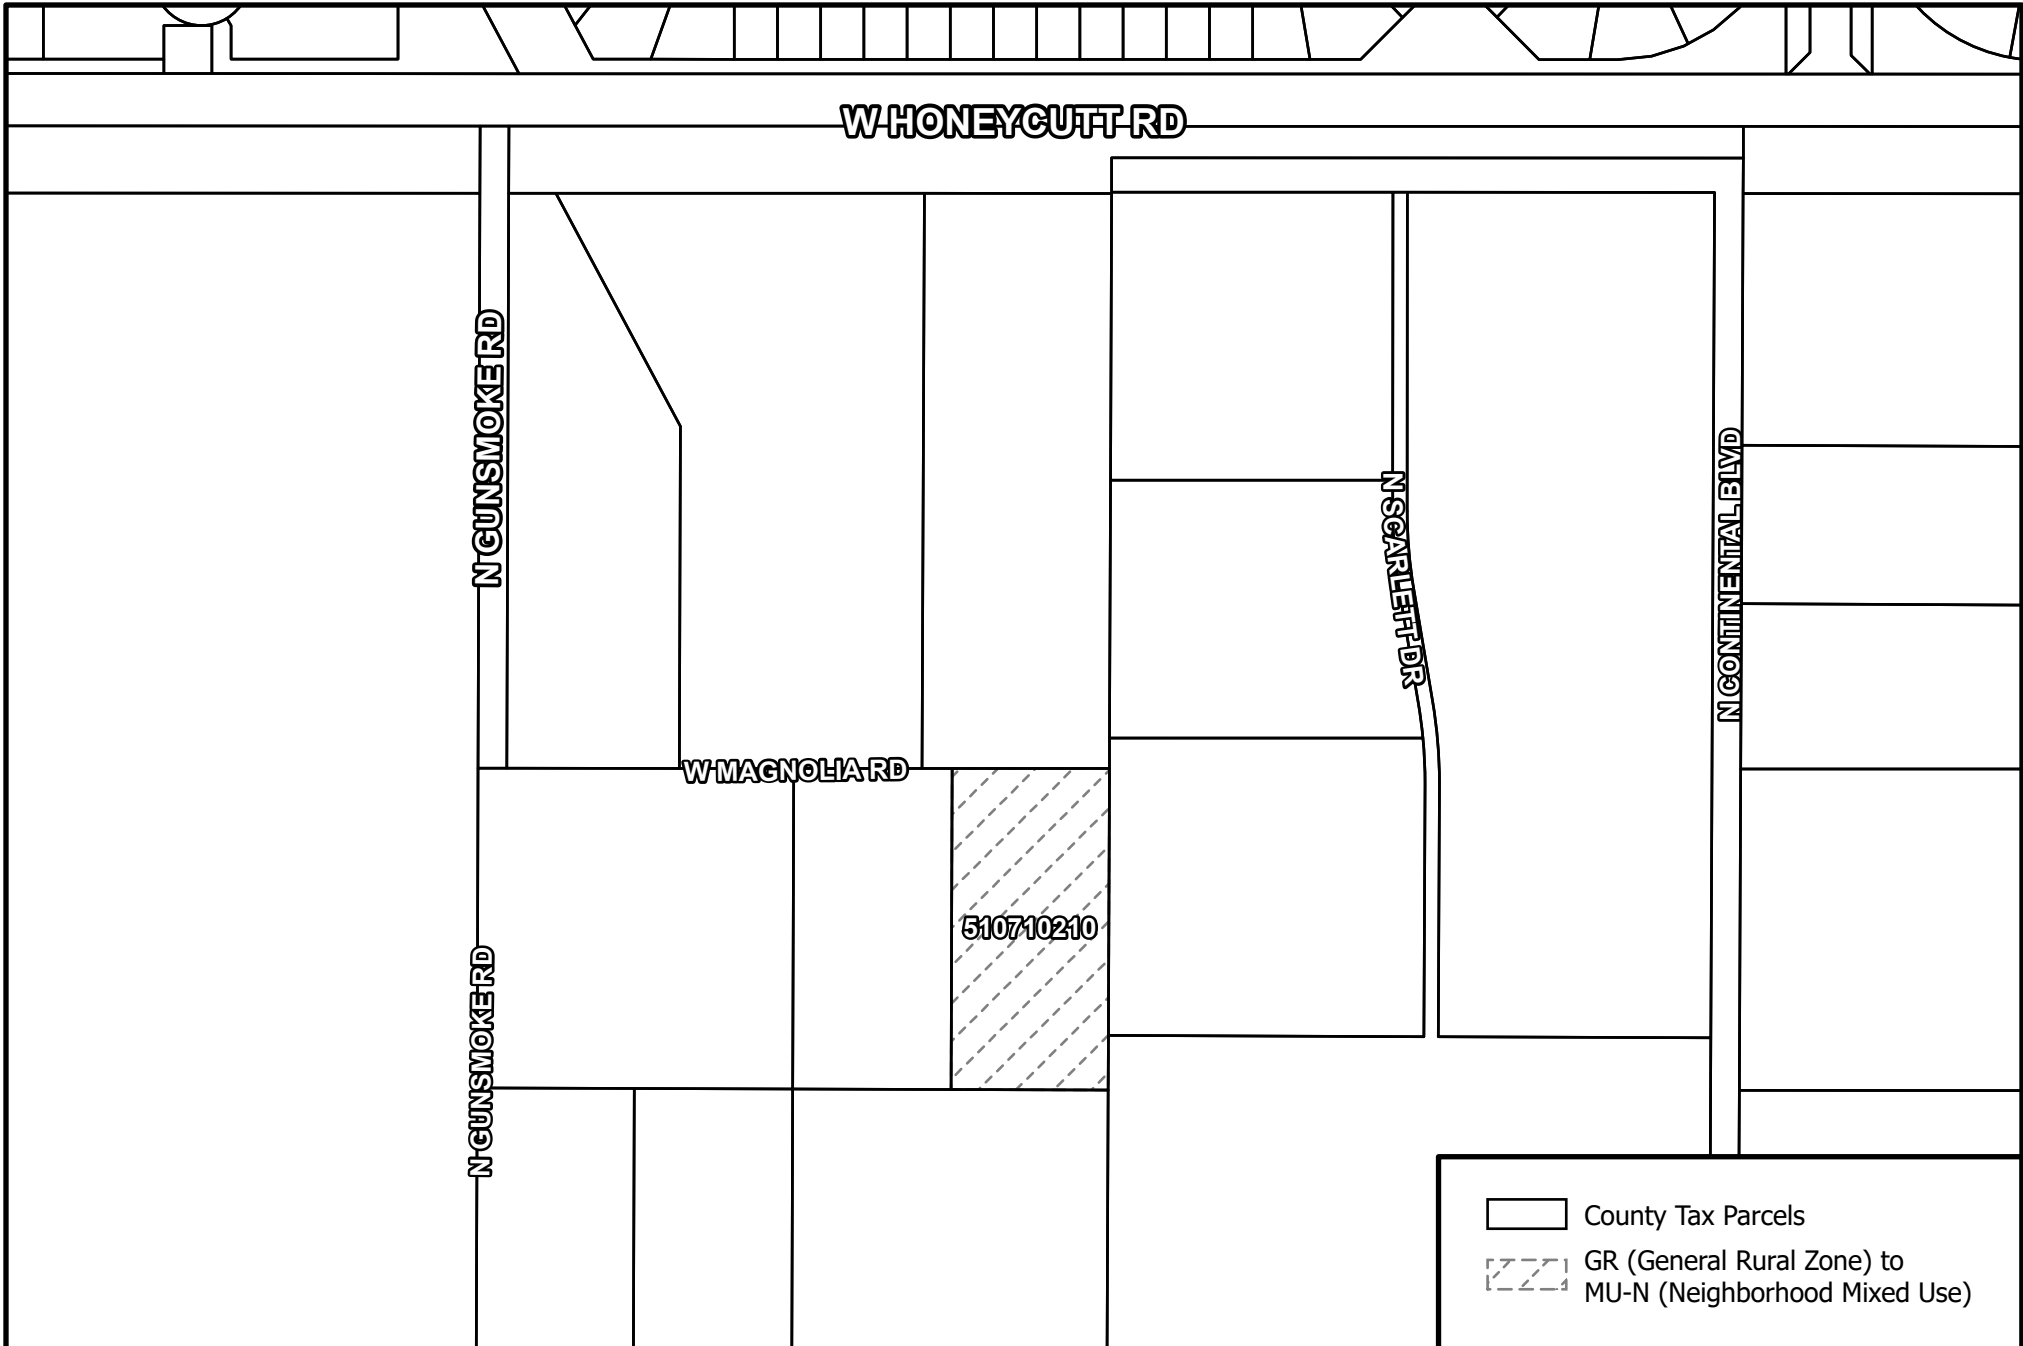 W HONEYCUTT RD
N GUNSMOKE RD
N SCARLETT DR
N CONTINENTAL BLVD
W MAGNOLIA RD
510710210
N GUNSMOKE RD
County Tax Parcels
GR (General Rural Zone) to
MU-N (Neighborhood Mixed Use)